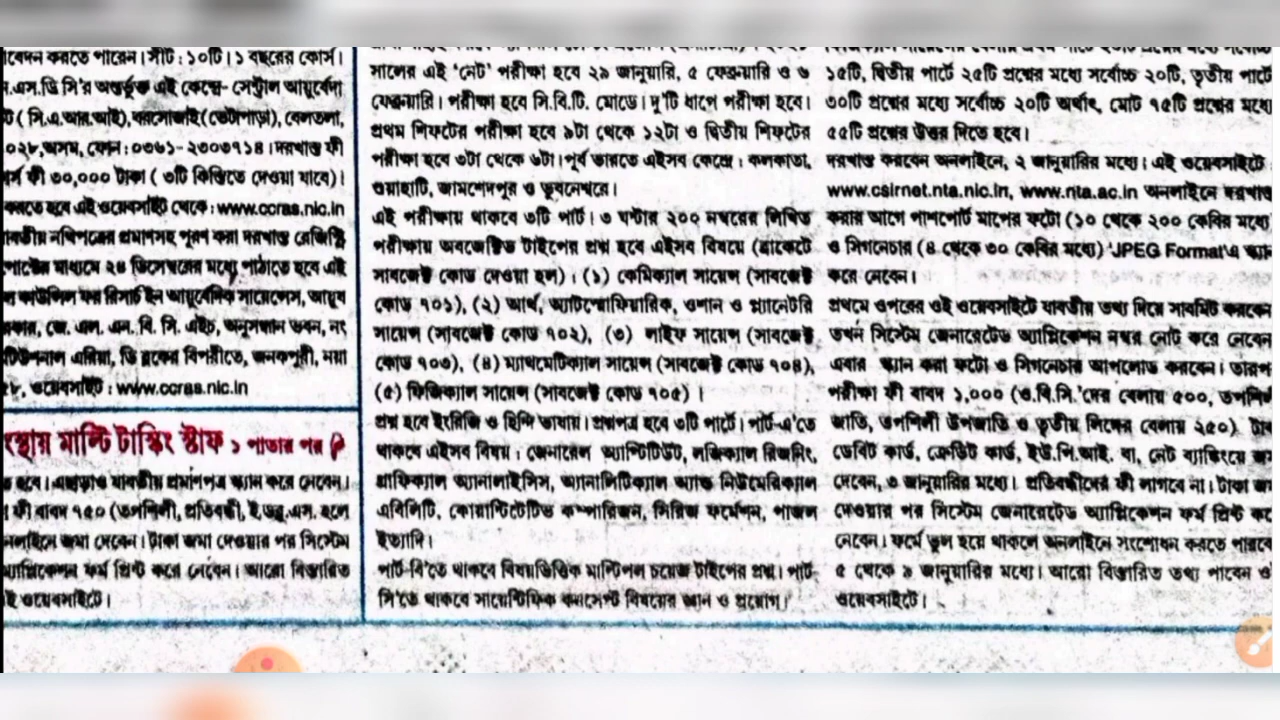 বেদন করতে পারেন। সীট : ১০টি। ১ বছরের কোর্স।
ন.এস.ডি সি'র অন্তর্ভুক্ত এই কেন্দ্রে- সেন্ট্রাল আয়ুর্বেদা
ট ( সি.এ.আর.আই), বরসোজাই (ভেটাপাড়া), বেলতলা,
০২৮,অসম, ফোন : ০৩৬১-২৩০৩৭১৪। দরখাস্ত ফী
র্স ফী ৩০,০০০ টাকা ( ৩টি কিস্তিতে দেওয়া যাবে)।
করতে হবে এই ওয়েবসাইট থেকে : www.ccras.nic.in
াবতীয় নথিপত্রের প্রমাণসহ পূরণ করা দরখাস্ত রেজিস্ট্রি
পোস্টের মাধ্যমে ২৪ ডিসেম্বরের মধ্যে পাঠাতে হবে এই
কাউন্সিল ফর রিসার্চ ইন আয়ুর্বেদিক সায়েন্সেস, আয়ুষ
রকার, জে. এল. এন. বি. সি. এইচ, অনুসন্ধান ভবন, নং
টিউশনাল এরিয়া, ডি ব্লকের বিপরীতে, জনকপুরী, নয়া
৫৮, ওয়েবসাইট : www.ccras.nic.in
ংস্থায় মাল্টি টাস্কিং স্টাফ ১ পাতার পর
হবে। এছাড়াও যাবতীয় প্রমাণপত্র স্ক্যান করে নেবেন।
ফী বাবদ ৭৫০ (তপশিলী, প্রতিবন্ধী, ই.ডব্লু.এস. হলে
নলাইনে জমা দেবেন। টাকা জমা দেওয়ার পর সিস্টেম
অ্যাপ্লিকেশন ফর্ম প্রিন্ট করে নেবেন। আরো বিস্তারিত
ই ওয়েবসাইটে।
সালের এই 'নেট' পরীক্ষা হবে ২৯ জানুয়ারি, ৫ ফেব্রুয়ারি ও ৬
ফেব্রুয়ারি। পরীক্ষা হবে সি.বি.টি. মোডে। দু'টি ধাপে পরীক্ষা হবে।
প্রথম শিফটের পরীক্ষা হবে ৯টা থেকে ১২টা ও দ্বিতীয় শিফটের
পরীক্ষা হবে ৩টা থেকে ৬টা। পূর্ব ভারতে এইসব কেন্দ্রে : কলকাতা,
গুয়াহাটি, জামশেদপুর ও ভুবনেশ্বরে।
এই পরীক্ষায় থাকবে ৩টি পার্ট। ৩ ঘন্টার ২০০ নম্বরের লিখিত
পরীক্ষায় অবজেক্টিভ টাইপের প্রশ্ন হবে এইসব বিষয়ে (ব্রাকেটে
সাবজেক্ট কোড দেওয়া হল) : (১) কেমিক্যাল সায়েন্স (সাবজেক্ট
কোড ৭০১), (২) আর্থ, অ্যাটমোস্ফিয়ারিক, ওশান ও প্ল্যানেটরি
সায়েন্স (সাবজেক্ট কোড ৭০২), (৩) লাইফ সায়েন্স (সাবজেক্ট
কোড ৭০৩), (৪) ম্যাথমেটিক্যাল সায়েন্স (সাবজেক্ট কোড ৭০৪),
(৫) ফিজিক্যাল সায়েন্স (সাবজেক্ট কোড ৭০৫) ।
প্রশ্ন হবে ইংরিজি ও হিন্দি ভাষায়। প্রশ্নপত্র হবে ৩টি পার্টে। পার্ট-এ'তে
থাকবে এইসব বিষয় : জেনারেল অ্যাপ্টিটিউট, লজিক্যাল রিজনিং,
গ্রাফিক্যাল অ্যানালাইসিস, অ্যানালিটিক্যাল অ্যান্ড নিউমেরিক্যাল
এবিলিটি, কোয়ান্টিটেটিভ কম্পারিজন, সিরিজ ফর্মেশন, পাজল
ইত্যাদি।
পার্ট-বি'তে থাকবে বিষয়ভিত্তিক মাল্টিপল চয়েজ টাইপের প্রশ্ন। পার্ট-
সি'তে থাকবে সায়েন্টিফিক কনসেপ্ট বিষয়ের জ্ঞান ও প্রয়োগ।
১৫টি, দ্বিতীয় পার্টে ২৫টি প্রশ্নের মধ্যে সর্বোচ্চ ২০টি, তৃতীয় পার্টে
৩০টি প্রশ্নের মধ্যে সর্বোচ্চ ২০টি অর্থাৎ, মোট ৭৫টি প্রশ্নের মধ্যে
৫৫টি প্রশ্নের উত্তর দিতে হবে।
দরখাস্ত করবেন অনলাইনে, ২ জানুয়ারির মধ্যে। এই ওয়েবসাইটে
www.csirnet.nta.nic.in, www.nta.ac.in অনলাইনে দরখাস্ত
করার আগে পাশপোর্ট মাপের ফটো (১০ থেকে ২০০ কেবির মধ্যে
ও সিগনেচার (৪ থেকে ৩০ কেবির মধ্যে) 'JPEG Format'এ স্ক্যান
করে নেবেন।
প্রথমে ওপরের ওই ওয়েবসাইটে যাবতীয় তথ্য দিয়ে সাবমিট করবেন
তখন সিস্টেম জেনারেটেড অ্যাপ্লিকেশন নম্বর নোট করে নেবেন
এবার স্ক্যান করা ফটো ও সিগনেচার আপলোড করবেন। তারপ
পরীক্ষা ফী বাবদ ১,০০০ (ও.বি.সি.'দের বেলায় ৫০০, তপশি
জাতি, তপশিলী উপজাতি ও তৃতীয় লিঙ্গের বেলায় ২৫০) টাক
ডেবিট কার্ড, ক্রেডিট কার্ড, ইউ.পি.আই. বা, নেট ব্যাঙ্কিংয়ে জম
দেবেন, ৩ জানুয়ারির মধ্যে। প্রতিবন্ধীদের ফী লাগবে না। টাকা জম
দেওয়ার পর সিস্টেম জেনারেটেড অ্যাপ্লিকেশন ফর্ম প্রিন্ট কে
নেবেন। ফর্মে ভুল হয়ে থাকলে অনলাইনে সংশোধন করতে পারবে
৫ থেকে ৯ জানুয়ারির মধ্যে। আরো বিস্তারিত তথ্য পাবেন ও
ওয়েবসাইটে।